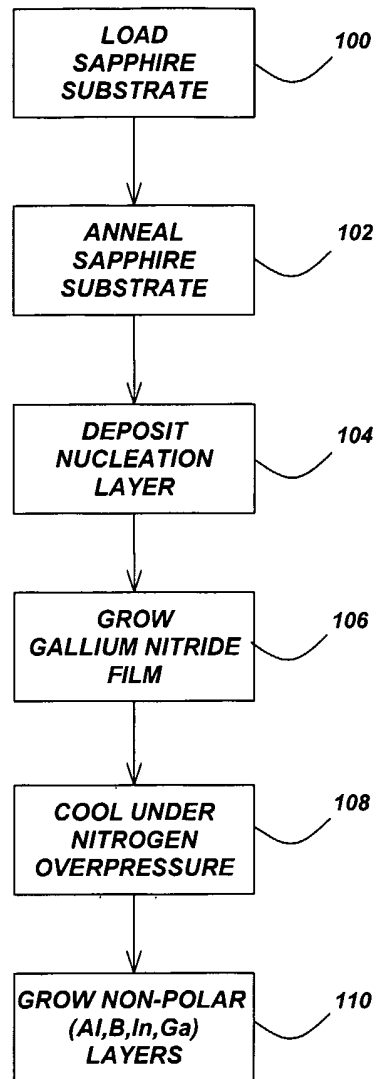 LOAD
SAPPHIRE
SUBSTRATE
100
ANNEAL
SAPPHIRE
SUBSTRATE
102
DEPOSIT
NUCLEATION
LAYER
104
GROW
GALLIUM NITRIDE
FILM
106
COOL UNDER
NITROGEN
OVERPRESSURE
108
GROW NON-POLAR
(Al,B,In,Ga)
LAYERS
110